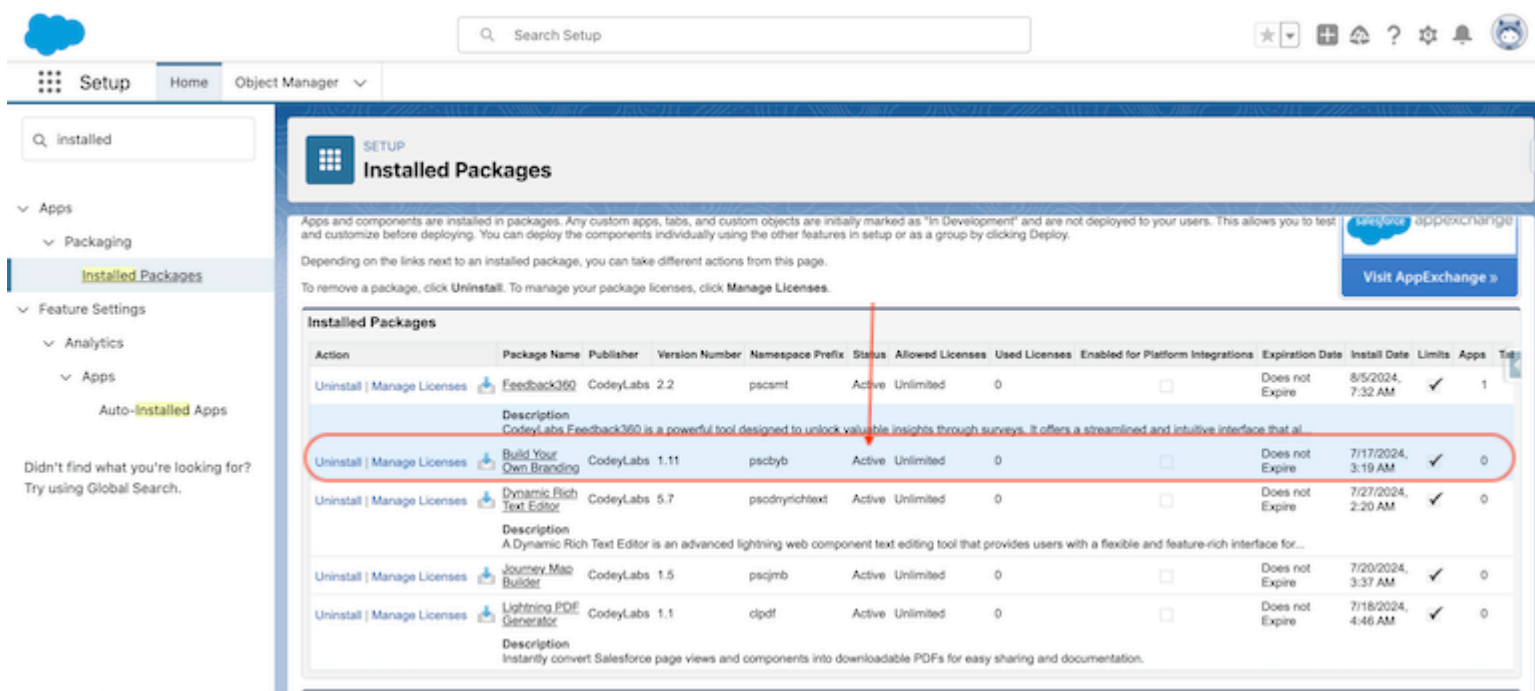 Search Setup
Setup
Home
Object Manager
installed
Apps
Packaging
Installed Packages
Feature Settings
Analytics
Apps
Auto-Installed Apps
Didn't find what you're looking for?
Try using Global Search.
SETUP
Installed Packages
Apps and components are installed in packages. Any custom apps, tabs, and custom objects are initially marked as "In Development" and are not deployed to your users. This allows you to test
and customize before deploying. You can deploy the components individually using the other features in setup or as a group by clicking Deploy.
Depending on the links next to an installed package, you can take different actions from this page.
To remove a package, click Uninstall. To manage your package licenses, click Manage Licenses.
salesforce appexchange
Visit AppExchange »
Installed Packages
Action Package Name Publisher Version Number Namespace Prefix Status Allowed Licenses Used Licenses Enabled for Platform Integrations Expiration Date Install Date Limits Apps
Uninstall | Manage Licenses Feedback360 CodeyLabs 2.2 pscsmt Active Unlimited 0 Does not Expire 8/5/2024, 7:32 AM 1
Description
CodeyLabs Feedback360 is a powerful tool designed to unlock valuable insights through surveys. It offers a streamlined and intuitive interface that al...
Uninstall | Manage Licenses Build Your Own Branding CodeyLabs 1.11 pscbyb Active Unlimited 0 Does not Expire 7/17/2024, 3:19 AM 0
Uninstall | Manage Licenses Dynamic Rich Text Editor CodeyLabs 5.7 pscdnyrichtext Active Unlimited 0 Does not Expire 7/27/2024, 2:20 AM 0
Description
A Dynamic Rich Text Editor is an advanced lightning web component text editing tool that provides users with a flexible and feature-rich interface for...
Uninstall | Manage Licenses Journey Map Builder CodeyLabs 1.5 pscjmb Active Unlimited 0 Does not Expire 7/20/2024, 3:37 AM 0
Uninstall | Manage Licenses Lightning PDF Generator CodeyLabs 1.1 clpdf Active Unlimited 0 Does not Expire 7/18/2024, 4:46 AM 0
Description
Instantly convert Salesforce page views and components into downloadable PDFs for easy sharing and documentation.